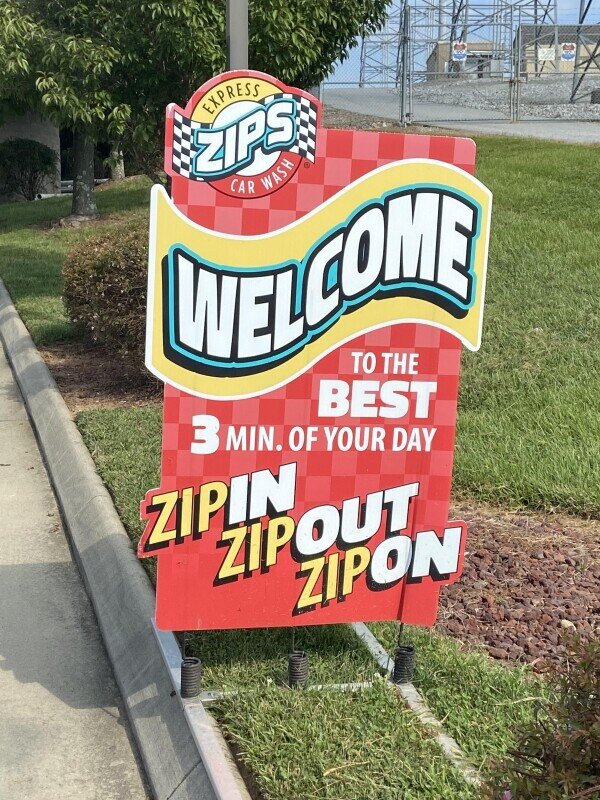 EXPRESS
ZIPS
CAR WASH
WELCOME
TO THE
BEST
3 MIN. OF YOUR DAY
ZIPIN
ZIPOUT
ZIPON